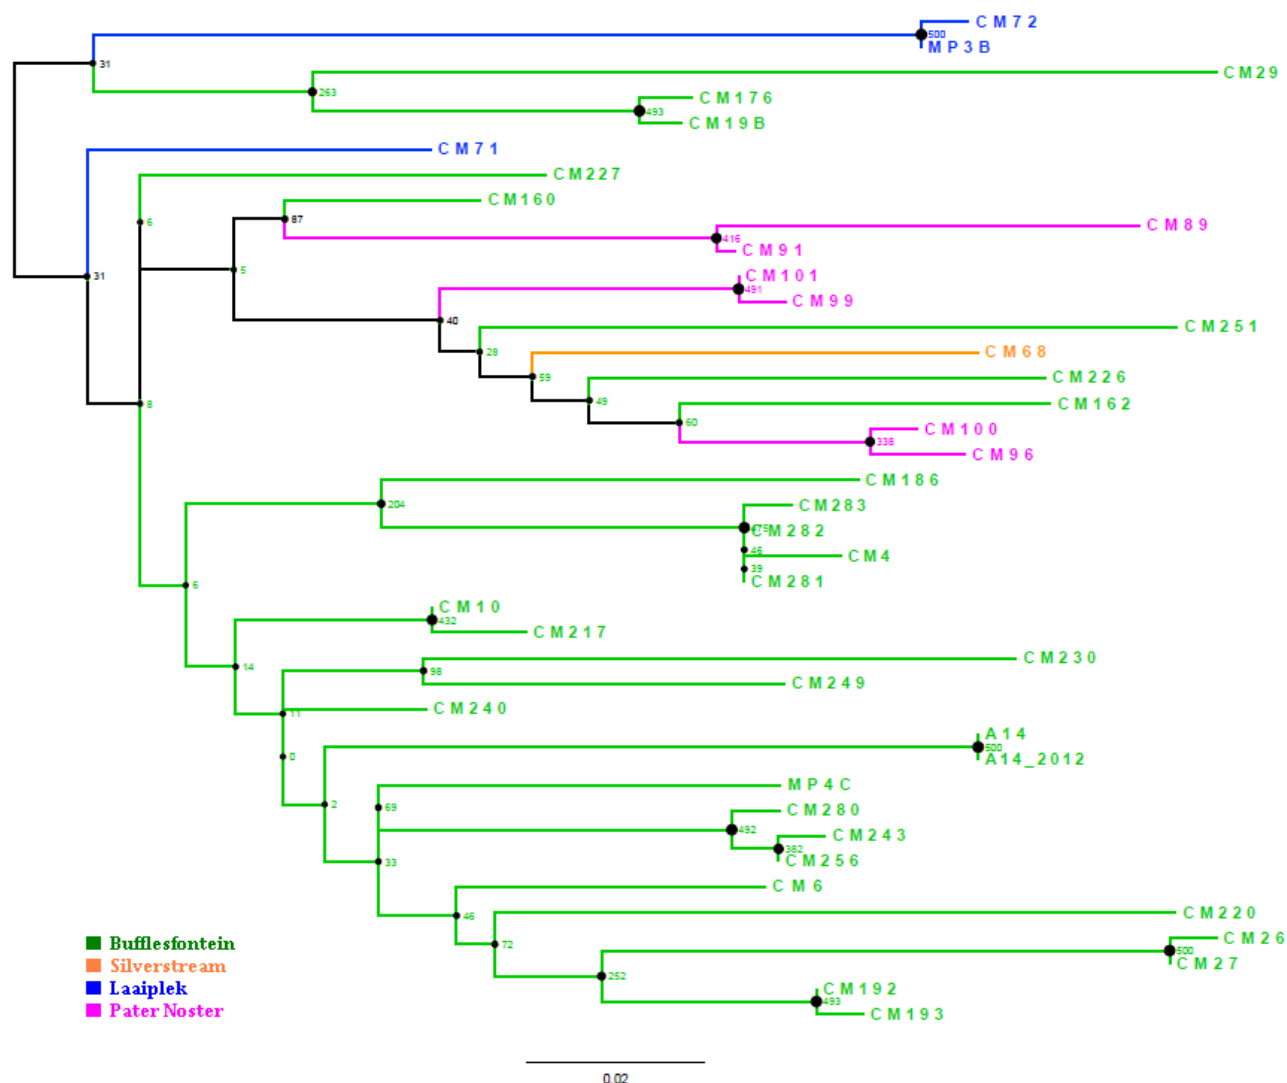 CM72
500
MP3B
31
CM29
263
CM176
493
CM19B
CM71
CM227
6
CM160
87
CM89
416
CM91
31
5
CM101
491
CM99
40
CM251
28
CM68
59
CM226
49
8
CM162
60
CM100
338
CM96
CM186
204
CM283
CM282
46
CM4
39
CM281
6
CM10
432
CM217
14
CM230
98
CM249
CM240
11
A14
500
0
A14_2012
MP4C
2
69
CM280
492
CM243
382
CM256
33
CM6
46
CM220
72
CM26
500
CM27
252
CM192
493
CM193
Bufflesfontein
Silverstream
Laaiplek
Pater Noster
0.02